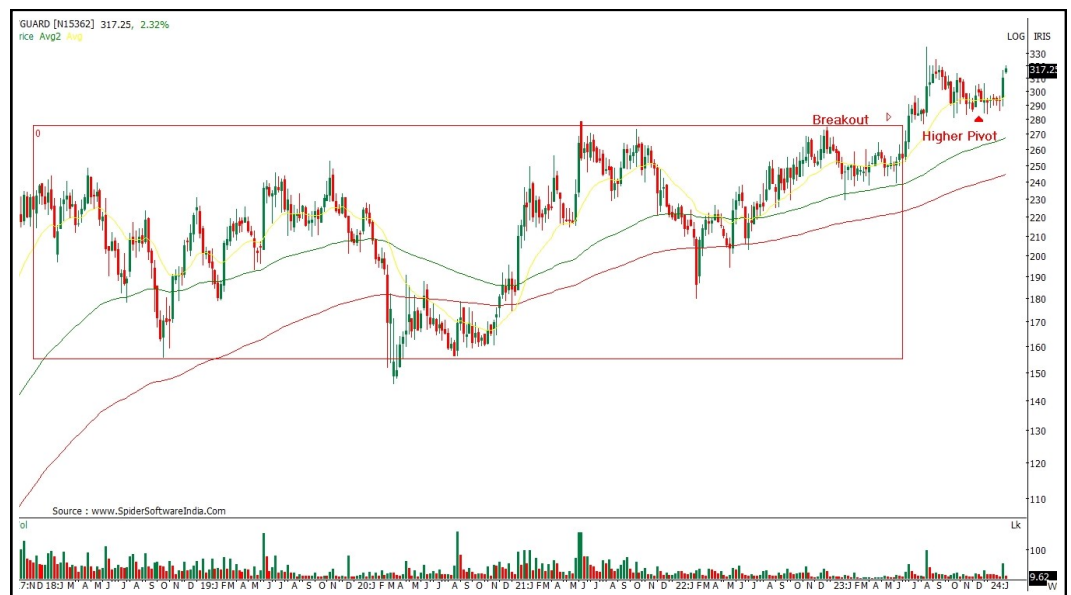 GUARD [N15362] 317.25, 2.32%
rice Avg2 Avg
LOG IRIS
330
317.25
300
290
280
270
260
250
240
230
220
210
200
190
180
170
160
150
140
130
120
110
0
Breakout
Higher Pivot
Source : www.SpiderSoftwareIndia.Com
ol
Lk
100
9.62
7:N D 18:J M A M J J A S O N D 19:J F M A M J J A S O N D 20:J F M A M J J A S O N D 21:J F M A M J J A S O N D 22:J F M A M J J A S O N D 23:J F M A M J J A S O N D 24:J W